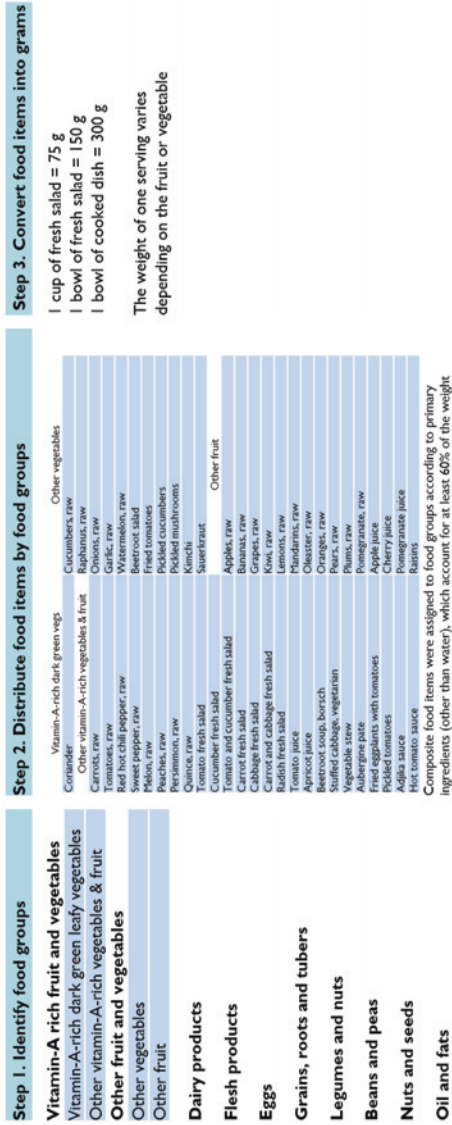 Step 1. Identify food groups
Vitamin-A rich fruit and vegetables
Vitamin-A-rich dark green leafy vegetables
Other vitamin-A-rich vegetables & fruit
Other fruit and vegetables
Other vegetables
Other fruit
Dairy products
Flesh products
Eggs
Grains, roots and tubers
Legumes and nuts
Beans and peas
Nuts and seeds
Oil and fats
Step 2. Distribute food items by food groups
Vitamin-A-rich dark green vegs
Coriander
Other vitamin-A-rich vegetables & fruit
Carrots, raw
Tomatoes, raw
Red hot chili pepper, raw
Sweet pepper, raw
Melon, raw
Peaches, raw
Persimmon, raw
Quince, raw
Tomato fresh salad
Cucumber fresh salad
Tomato and cucumber fresh salad
Carrot fresh salad
Cabbage fresh salad
Carrot and cabbage fresh salad
Radish fresh salad
Tomato juice
Apricot juice
Beetroot soup, borsch
Stuffed cabbage, vegetarian
Vegetable stew
Aubergine pate
Fried eggplants with tomatoes
Pickled tomatoes
Adjika sauce
Hot tomato sauce
Other vegetables
Cucumbers, raw
Raphanus, raw
Onions, raw
Garlic, raw
Watermelon, raw
Beetroot salad
Fried tomatoes
Pickled cucumbers
Pickled mushrooms
Kimchi
Sauerkraut
Other fruit
Apples, raw
Bananas, raw
Grapes, raw
Kiwi, raw
Lemons, raw
Mandarins, raw
Oleaster, raw
Oranges, raw
Pears, raw
Plums, raw
Pomegranate, raw
Apple juice
Cherry juice
Pomegranate juice
Raisins
Composite food items were assigned to food groups according to primary
ingredients (other than water), which account for at least 60% of the weight
Step 3. Convert food items into grams
1 cup of fresh salad = 75 g
1 bowl of fresh salad = 150 g
1 bowl of cooked dish = 300 g
The weight of one serving varies
depending on the fruit or vegetable